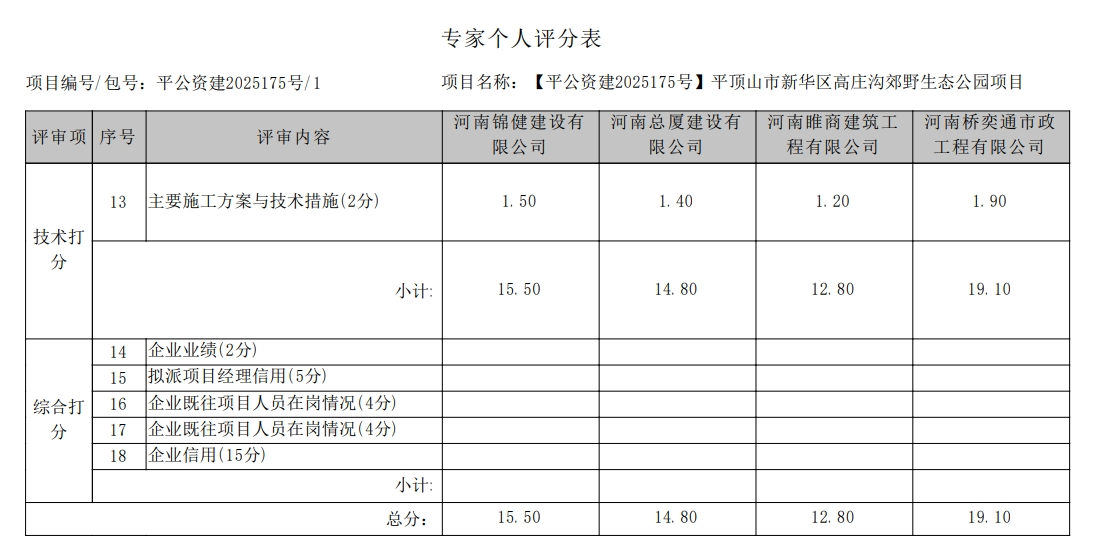 专家个人评分表
项目编号/包号：平公资建2025175号/1 项目名称：【平公资建2025175号】平顶山市新华区高庄沟郊野生态公园项目
评审项 序号 评审内容 河南锦健建设有限公司 河南总厦建设有限公司 河南睢商建筑工程有限公司 河南桥奕通市政工程有限公司
技术打分
13 主要施工方案与技术措施(2分) 1.50 1.40 1.20 1.90
小计: 15.50 14.80 12.80 19.10
综合打分
14 企业业绩(2分)
15 拟派项目经理信用(5分)
16 企业既往项目人员在岗情况(4分)
17 企业既往项目人员在岗情况(4分)
18 企业信用(15分)
小计:
总分： 15.50 14.80 12.80 19.10